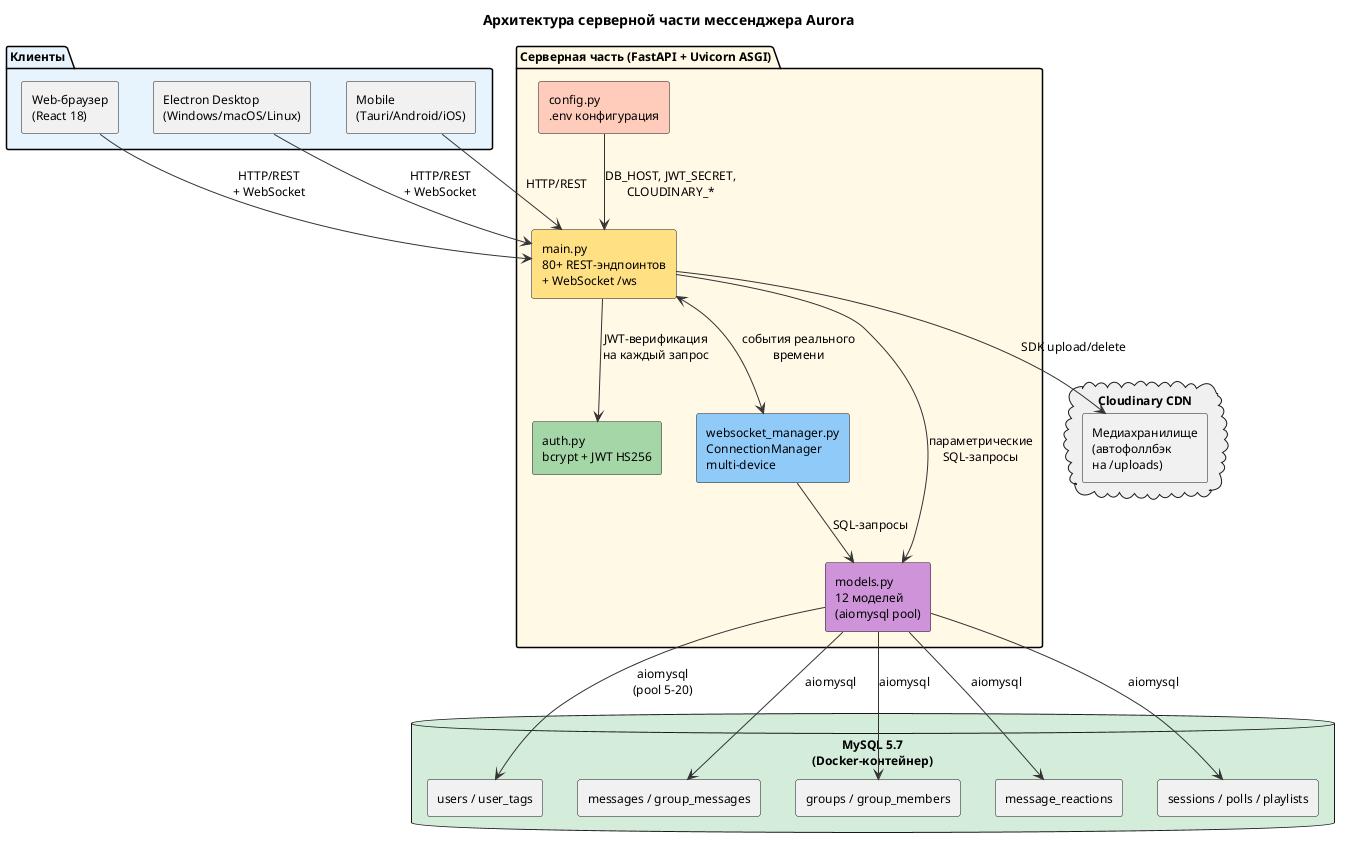 Архитектура серверной части мессенджера Aurora
Клиенты
Web-браузер
(React 18)
Electron Desktop
(Windows/macOS/Linux)
Mobile
(Tauri/Android/iOS)
Серверная часть (FastAPI + Uvicorn ASGI)
config.py
.env конфигурация
HTTP/REST
+ WebSocket
HTTP/REST
+ WebSocket
HTTP/REST
DB_HOST, JWT_SECRET,
CLOUDINARY_*
main.py
80+ REST-эндпоинтов
+ WebSocket /ws
JWT-верификация
на каждый запрос
события реального
времени
SDK upload/delete
auth.py
bcrypt + JWT HS256
websocket_manager.py
ConnectionManager
multi-device
параметрические
SQL-запросы
Cloudinary CDN
Медиахранилище
(автофоллбэк
на /uploads)
SQL-запросы
models.py
12 моделей
(aiomysql pool)
aiomysql
(pool 5-20)
aiomysql
aiomysql
aiomysql
aiomysql
MySQL 5.7
(Docker-контейнер)
users / user_tags
messages / group_messages
groups / group_members
message_reactions
sessions / polls / playlists